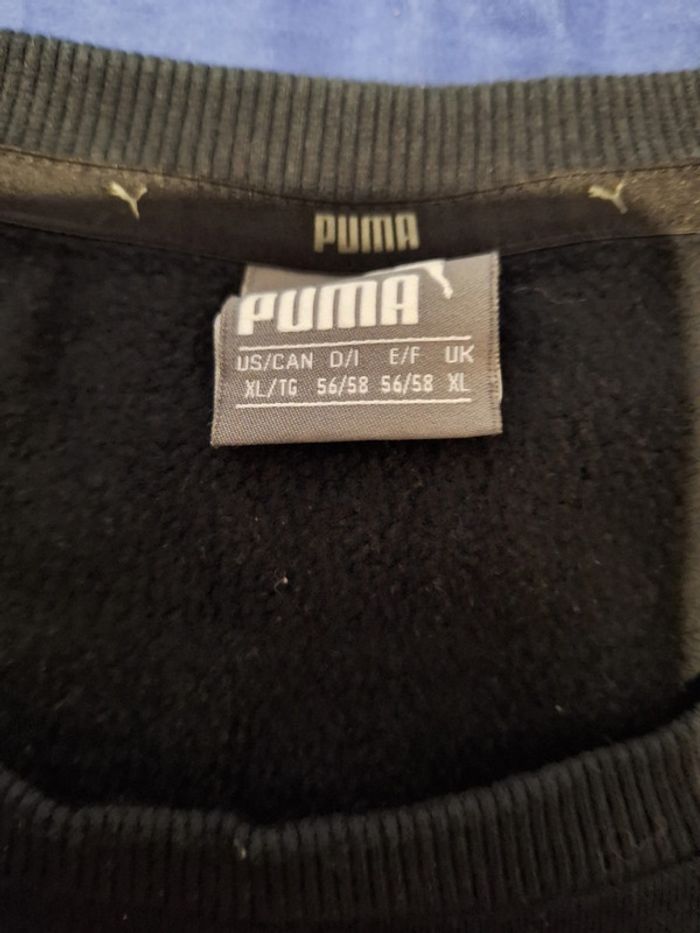 PUMA
PUMA
US/CAN D/I E/F UK
XL/TG 56/58 56/58 XL